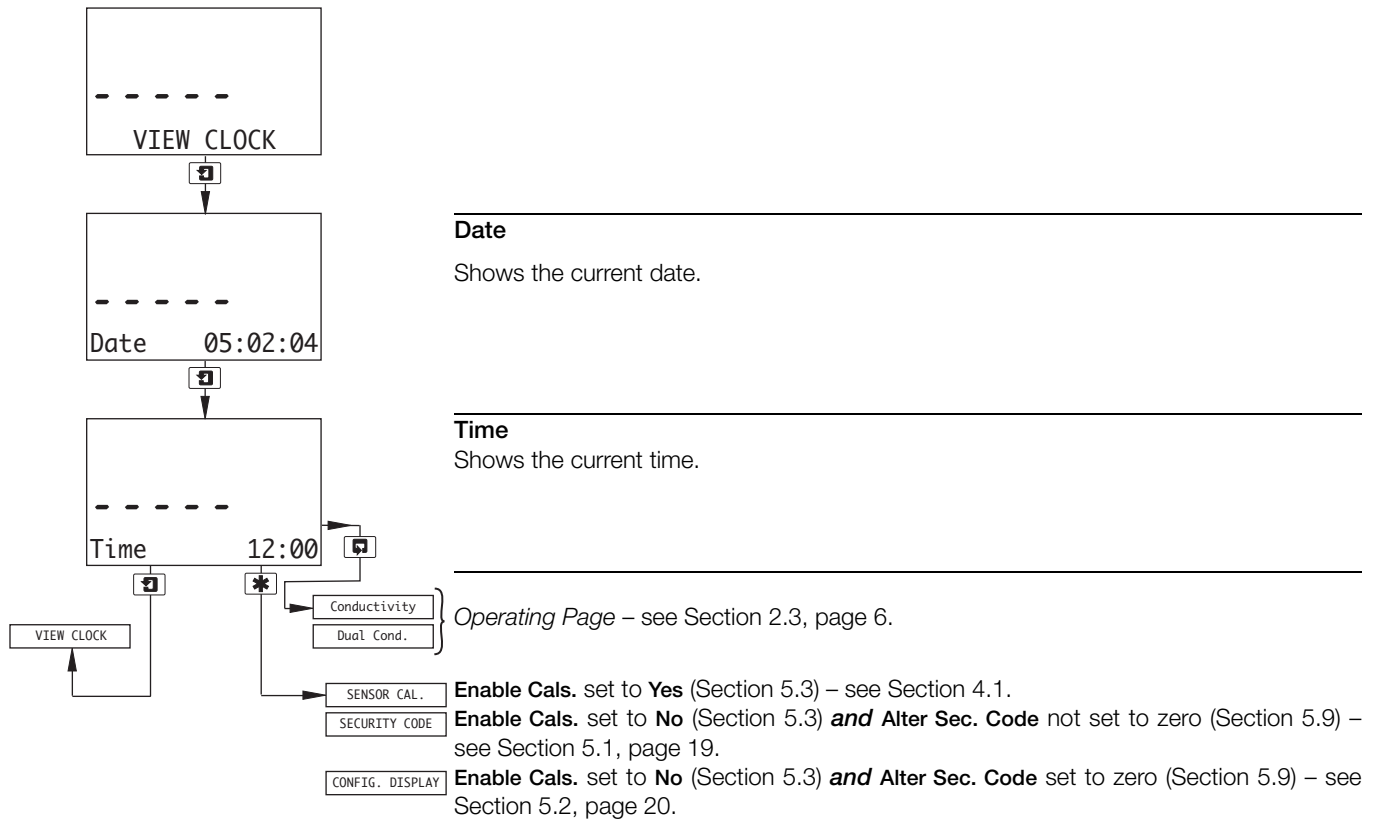 – – – – –
VIEW CLOCK
– – – – –
Date 05:02:04
Date
Shows the current date.
– – – – –
Time 12:00
Time
Shows the current time.
VIEW CLOCK
Conductivity
Dual Cond.
Operating Page – see Section 2.3, page 6.
SENSOR CAL.
Enable Cals. set to Yes (Section 5.3) – see Section 4.1.
SECURITY CODE
Enable Cals. set to No (Section 5.3) and Alter Sec. Code not set to zero (Section 5.9) –
see Section 5.1, page 19.
CONFIG. DISPLAY
Enable Cals. set to No (Section 5.3) and Alter Sec. Code set to zero (Section 5.9) – see
Section 5.2, page 20.